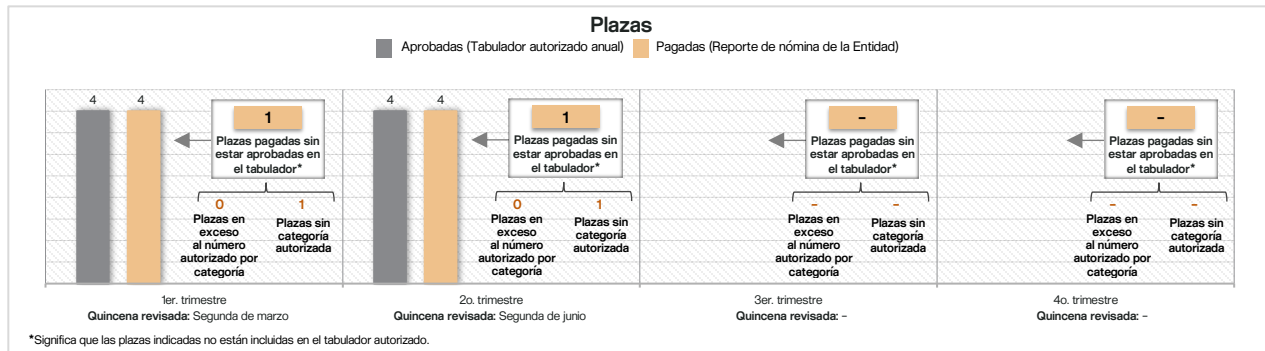 Plazas
Aprobadas (Tabulador autorizado anual)
Pagadas (Reporte de nómina de la Entidad)
4
4
1
Plazas pagadas sin
estar aprobadas en
el tabulador*
0
Plazas en
exceso
al número
autorizado por
categoría
1
Plazas sin
categoría
autorizada
4
4
1
Plazas pagadas sin
estar aprobadas en
el tabulador*
0
Plazas en
exceso
al número
autorizado por
categoría
1
Plazas sin
categoría
autorizada
–
Plazas pagadas sin
estar aprobadas en
el tabulador*
–
Plazas en
exceso
al número
autorizado por
categoría
–
Plazas sin
categoría
autorizada
–
Plazas pagadas sin
estar aprobadas en
el tabulador*
–
Plazas en
exceso
al número
autorizado por
categoría
–
Plazas sin
categoría
autorizada
1er. trimestre
Quincena revisada: Segunda de marzo
2o. trimestre
Quincena revisada: Segunda de junio
3er. trimestre
Quincena revisada: –
4o. trimestre
Quincena revisada: –
*Significa que las plazas indicadas no están incluidas en el tabulador autorizado.